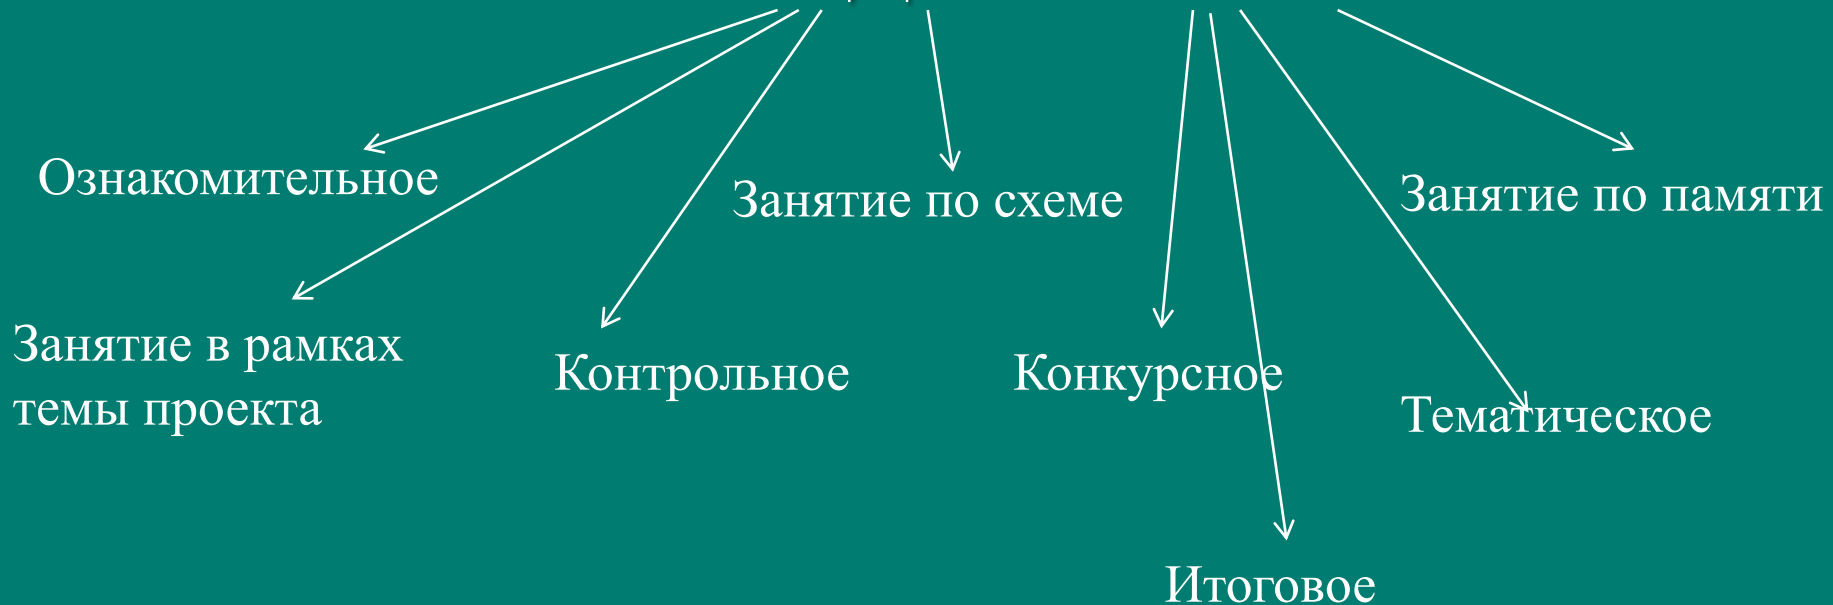 Ознакомительное
Занятие по схеме
Занятие по памяти
Занятие в рамках
темы проекта
Контрольное
Конкурсное
Тематическое
Итоговое